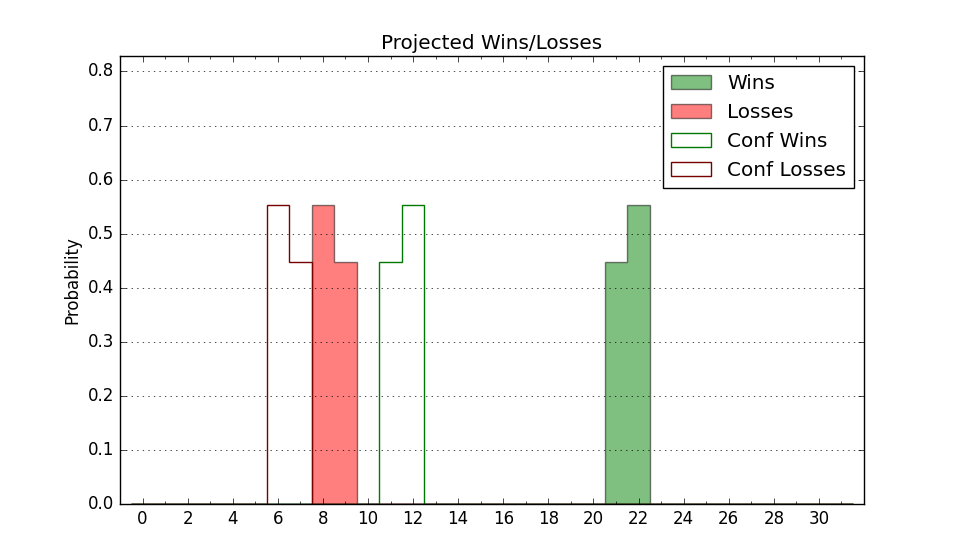 Projected Wins/Losses
Wins
Losses
Conf Wins
Conf Losses
Probability
0.8
0.7
0.6
0.5
0.4
0.3
0.2
0.1
0.0
0 2 4 6 8 10 12 14 16 18 20 22 24 26 28 30